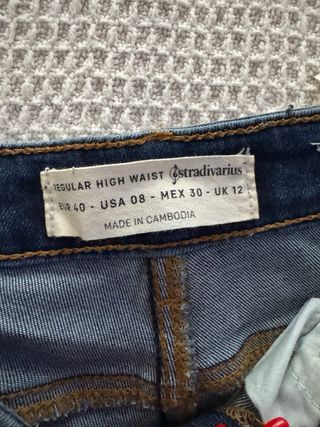 REGULAR HIGH WAIST stradivarius
EUR 40 - USA 08 - MEX 30 - UK 12
MADE IN CAMBODIA